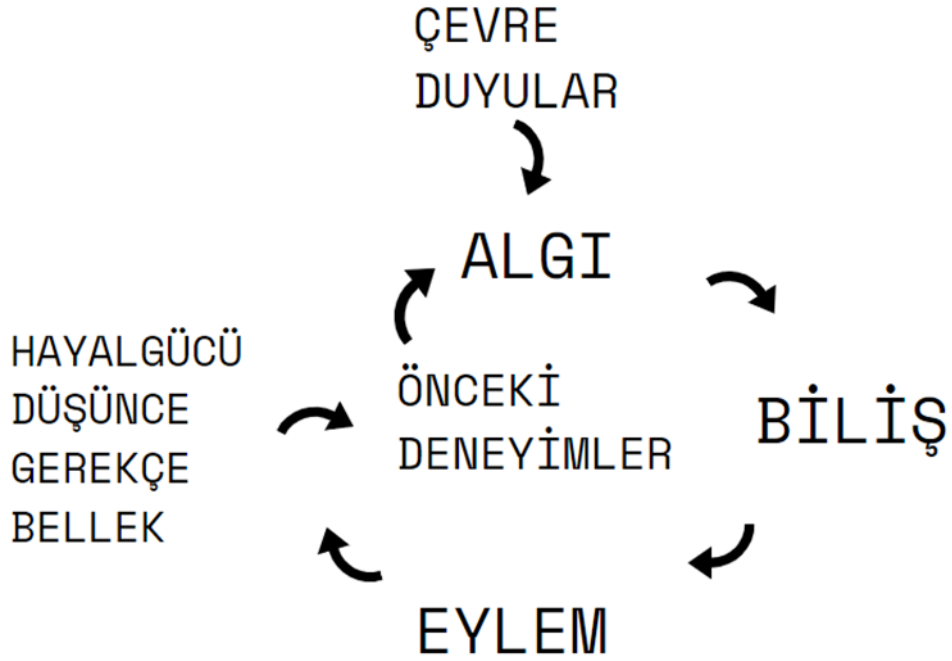 ÇEVRE
DUYULAR
ALGI
HAYALGÜCÜ
DÜŞÜNCE
GEREKÇE
BELLEK
ÖNCEKİ
DENEYİMLER
BİLİŞ
EYLEM